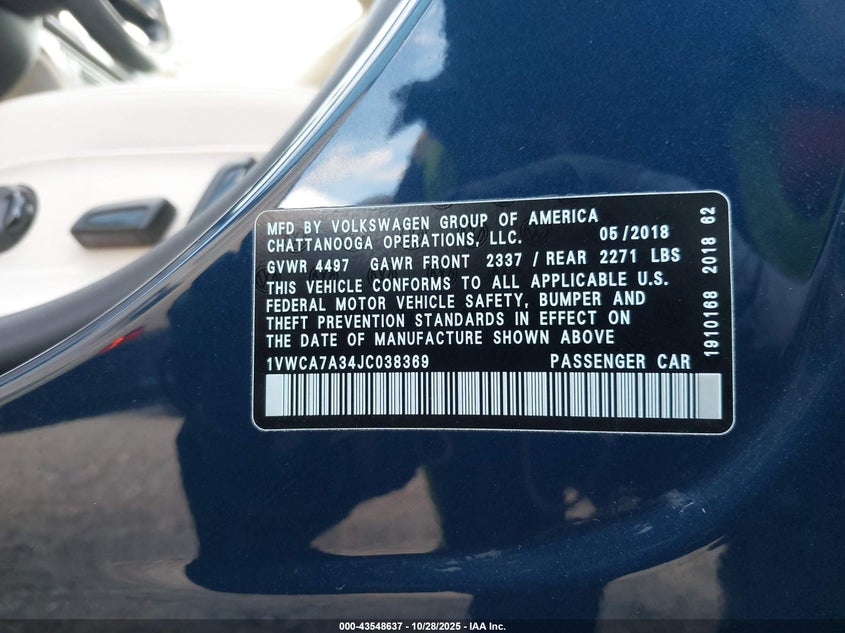 MFD BY VOLKSWAGEN GROUP OF AMERICA
CHATTANOOGA OPERATIONS, LLC. 05/2018
GVWR 4497 GAWR FRONT 2337 / REAR 2271 LBS
THIS VEHICLE CONFORMS TO ALL APPLICABLE U.S.
FEDERAL MOTOR VEHICLE SAFETY, BUMPER AND
THEFT PREVENTION STANDARDS IN EFFECT ON
THE DATE OF MANUFACTURE SHOWN ABOVE
1VWCA7A34JC038369 PASSENGER CAR
1910168 2018 62
000-43548637 - 10/28/2025 - IAA Inc.